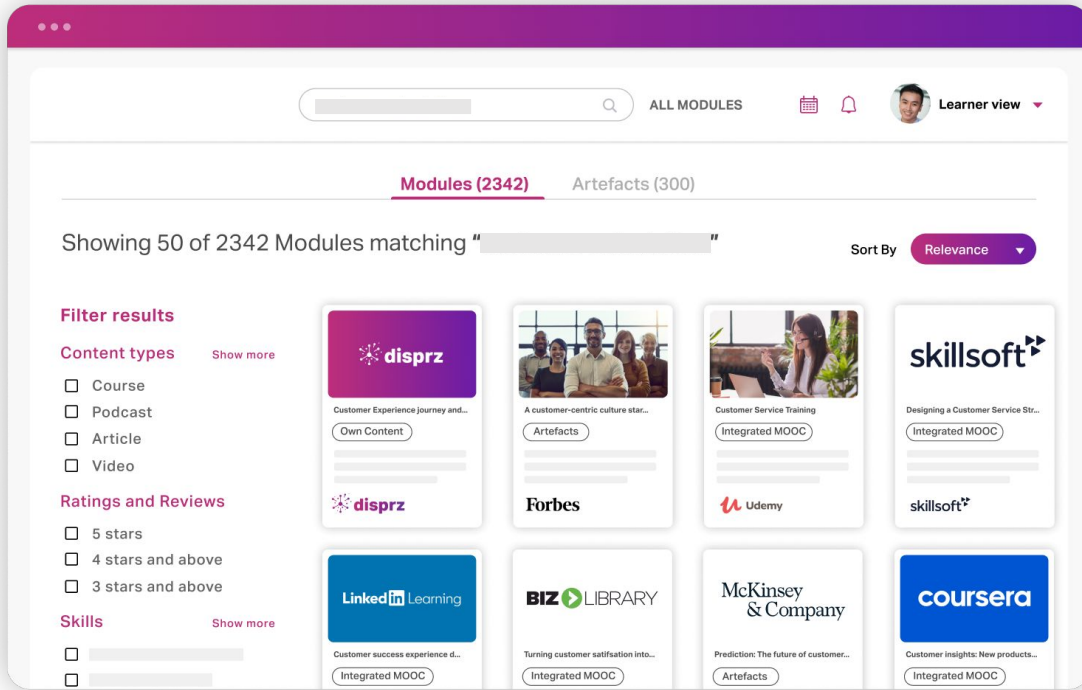 ALL MODULES
Learner view
Modules (2342)
Artefacts (300)
Showing 50 of 2342 Modules matching " "
Sort By
Relevance
Filter results
Content types
Show more
Course
Podcast
Article
Video
Ratings and Reviews
5 stars
4 stars and above
3 stars and above
Skills
Show more
disprz
Customer Experience journey and...
Own Content
disprz
A customer-centric culture star...
Artefacts
Forbes
Customer Service Training
Integrated MOOC
Udemy
skillsoft
Designing a Customer Service Str...
Integrated MOOC
skillsoft
Linked in Learning
Customer success experience d...
Integrated MOOC
BIZ LIBRARY
Turning customer satifsation into...
Integrated MOOC
McKinsey
& Company
Prediction: The future of customer...
Artefacts
coursera
Customer insights: New products...
Integrated MOOC